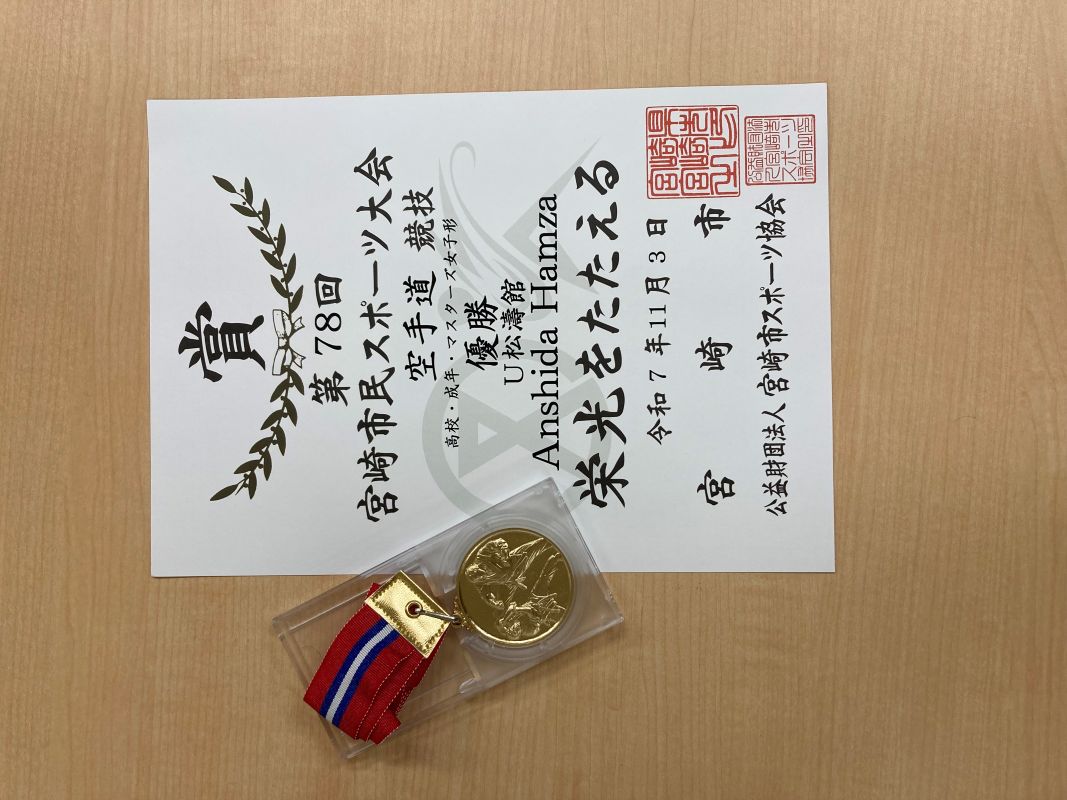 賞
第78回
宮崎市民スポーツ大会
空手道 競技
高校・成年・マスターズ女子形
優勝
U松濤館
Anshida Hamza
栄光をたたえる
令和7年11月3日
宮崎市
公益財団法人 宮崎市スポーツ協会